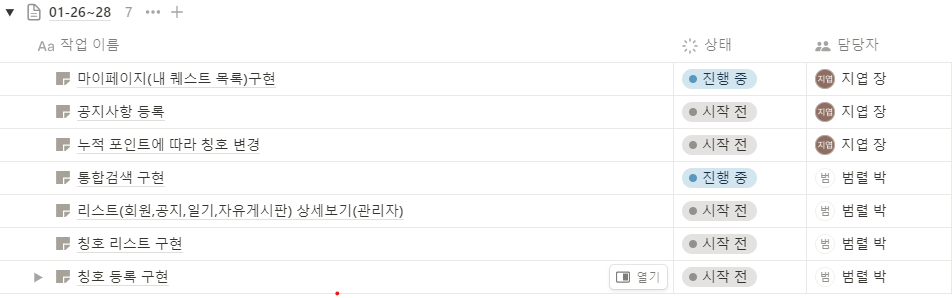 01-26~28 7
Aa 작업 이름 상태 담당자
마이페이지(내 퀘스트 목록)구현 진행 중 지엽 지엽 장
공지사항 등록 시작 전 지엽 지엽 장
누적 포인트에 따라 칭호 변경 시작 전 지엽 지엽 장
통합검색 구현 진행 중 범 범렬 박
리스트(회원,공지,일기,자유게시판) 상세보기(관리자) 시작 전 범 범렬 박
칭호 리스트 구현 시작 전 범 범렬 박
칭호 등록 구현 열기 시작 전 범 범렬 박